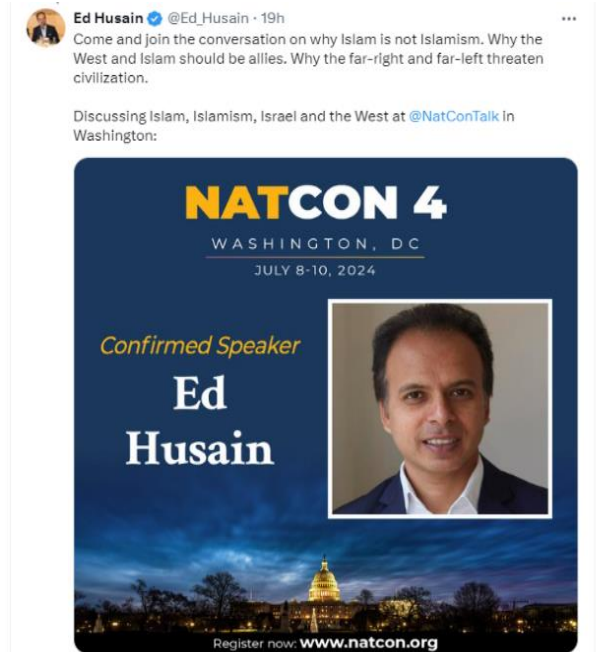 Ed Husain @Ed_Husain · 19h
Come and join the conversation on why Islam is not Islamism. Why the
West and Islam should be allies. Why the far-right and far-left threaten
civilization.
Discussing Islam, Islamism, Israel and the West at @NatConTalk in
Washington:
NATCON 4
WASHINGTON, DC
JULY 8-10, 2024
Confirmed Speaker
Ed
Husain
Register now: www.natcon.org